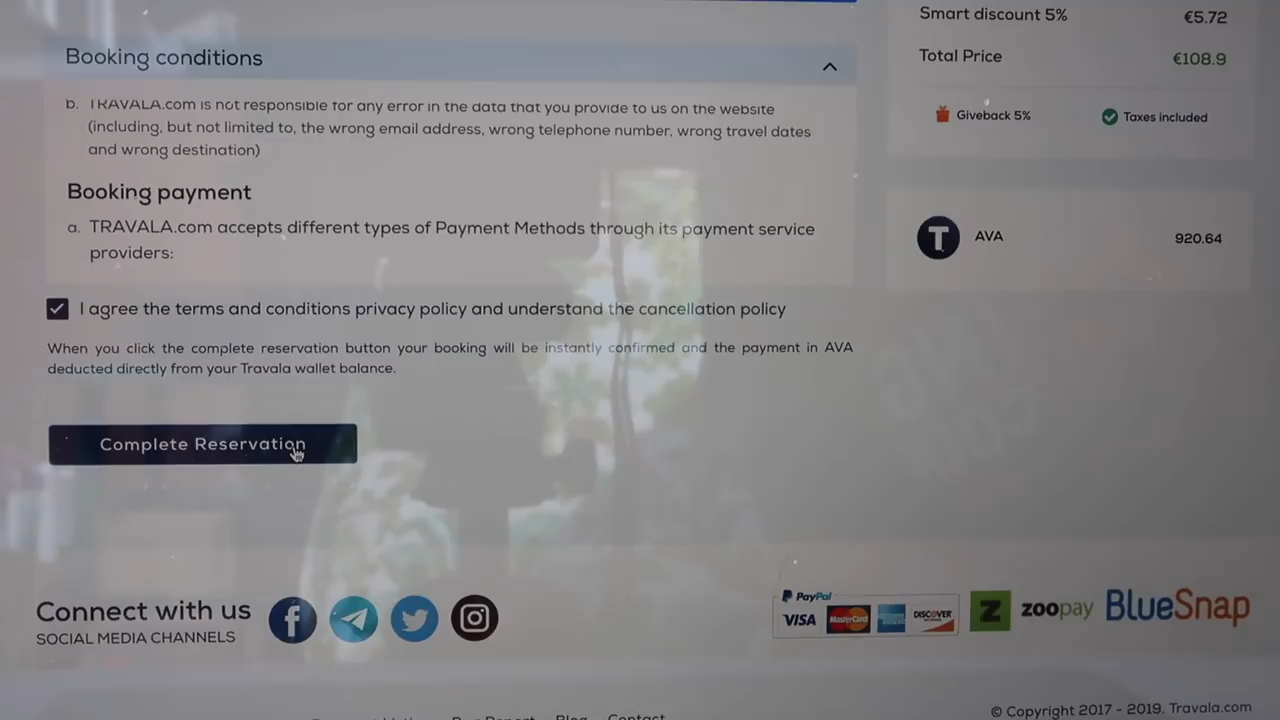 Smart discount 5% €5.72
Booking conditions
Total Price €108.9
b. TRAVALA.com is not responsible for any error in the data that you provide to us on the website
(including, but not limited to, the wrong email address, wrong telephone number, wrong travel dates
and wrong destination)
Giveback 5% Taxes included
Booking payment
a. TRAVALA.com accepts different types of Payment Methods through its payment service
providers:
T AVA 920.64
I agree the terms and conditions privacy policy and understand the cancellation policy
When you click the complete reservation button your booking will be instantly confirmed and the payment in AVA
deducted directly from your Travala wallet balance.
Complete Reservation
Connect with us
SOCIAL MEDIA CHANNELS
PayPal
VISA MasterCard DISCOVER
Z zoopay BlueSnap
Blog Contact
© Copyright 2017 - 2019. Travala.com